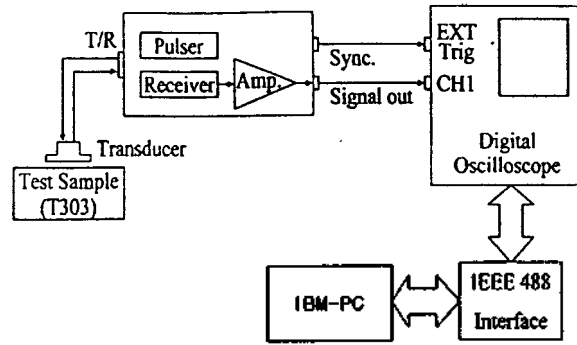 T/R
Pulser
Receiver
Amp.
Sync.
Signal out
EXT
Trig
CH1
Digital
Oscilloscope
Transducer
Test Sample
(T303)
IBM-PC
IEEE 488
Interface